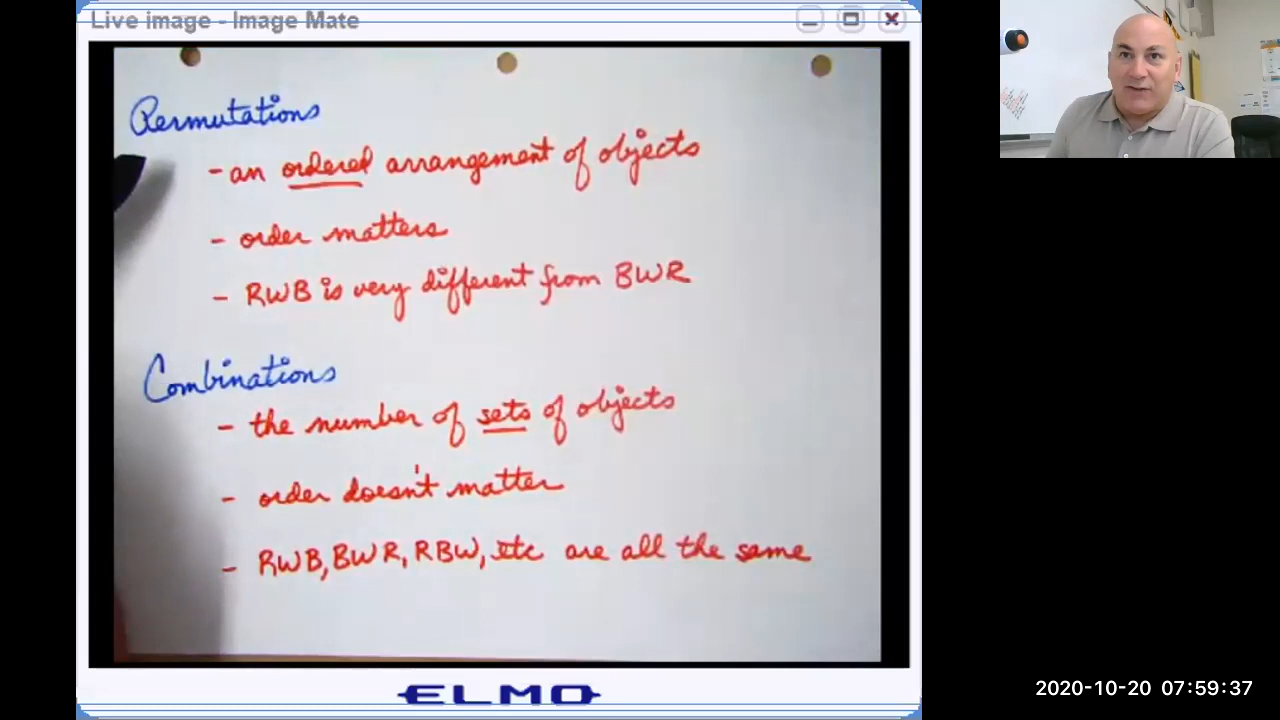 Live image - Image Mate
Permutations
- an ordered arrangement of objects
- order matters
- RWB is very different from BWR
Combinations
- the number of sets of objects
- order doesn't matter
- RWB, BWR, RBW, etc are all the same
ELMO
2020-10-20 07:59:37